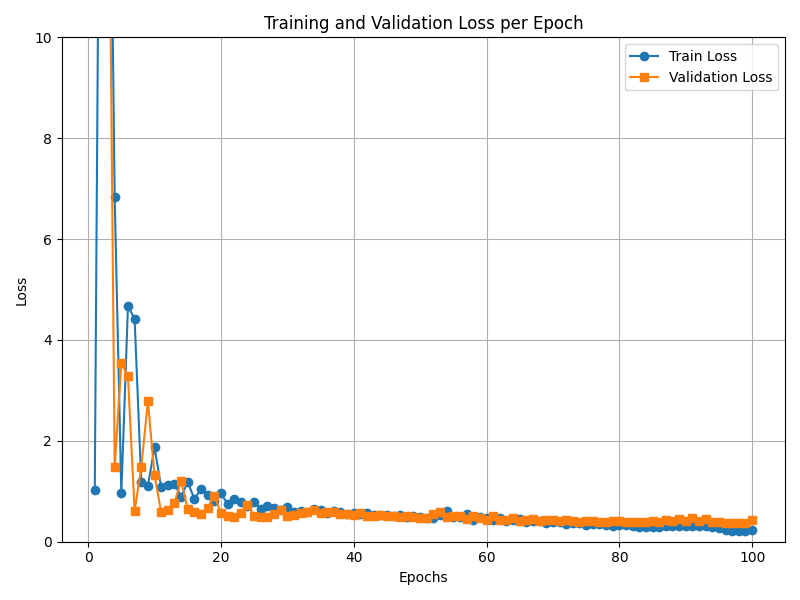 Training and Validation Loss per Epoch
Train Loss
Validation Loss
Loss
10
8
6
4
2
0
0 20 40 60 80 100
Epochs